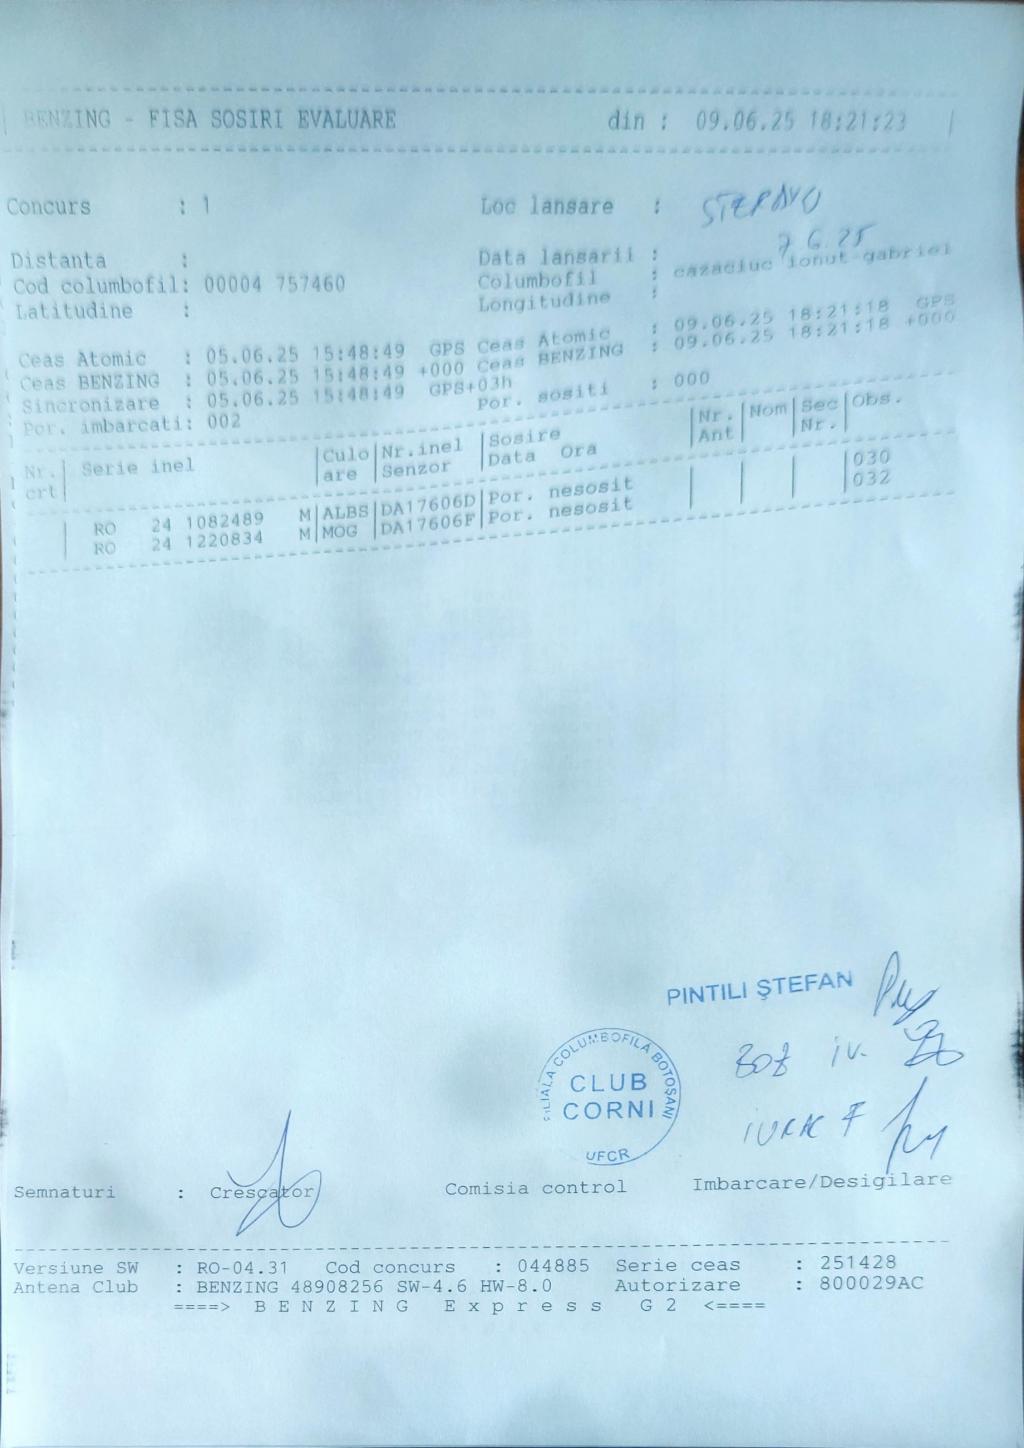 BENZING - FISA SOSIRI EVALUARE din : 09.06.25 18:21:23
Concurs : 1 Loc lansare :
Distanta : Data lansarii : 7.6.25
Cod columbofil: 00004 757460 Columbofil : cazaciuc ionut-gabriel
Latitudine : Longitudine :
Ceas Atomic : 05.06.25 15:48:49 GPS Ceas Atomic : 09.06.25 18:21:18 GPS
Ceas BENZING : 05.06.25 15:48:49 +000 Ceas BENZING : 09.06.25 18:21:18 +000
Sincronizare : 05.06.25 15:48:49 GPS+03h
Por. imbarcati: 002 Por. sositi : 000
Nr. | Serie inel |Culo |Nr.inel |Sosire |Nr. |Nom |Sec |Obs.
crt| |are |Senzor |Data Ora |Ant | |Nr. |
| RO 24 1082489 M|ALBS|DA17606D|Por. nesosit | | | |030
| RO 24 1220834 M|MOG |DA17606F|Por. nesosit | | | |032
PINTILI ŞTEFAN
FILIALA COLUMBOFILA BOTOŞANI
CLUB
CORNI
UFCR
Semnaturi : Crescator Comisia control Imbarcare/Desigilare
Versiune SW : RO-04.31 Cod concurs : 044885 Serie ceas : 251428
Antena Club : BENZING 48908256 SW-4.6 HW-8.0 Autorizare : 800029AC
====> B E N Z I N G E x p r e s s G 2 <====